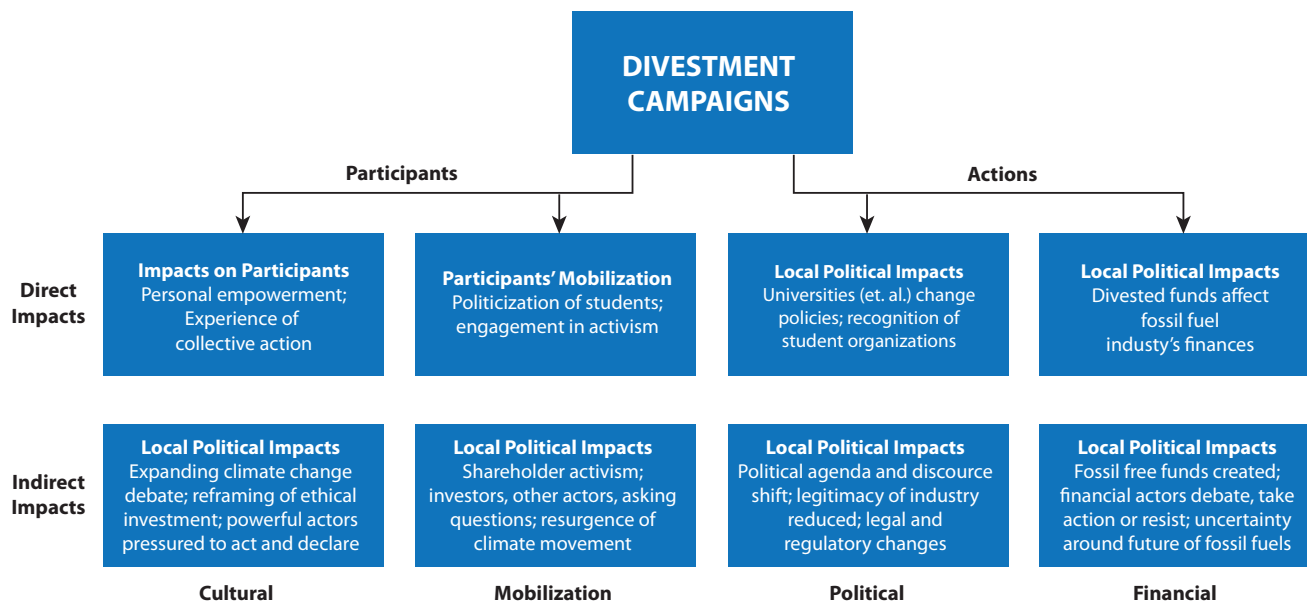 DIVESTMENT
CAMPAIGNS
Participants
Actions
Direct
Impacts
Impacts on Participants
Personal empowerment;
Experience of
collective action
Participants’ Mobilization
Politicization of students;
engagement in activism
Local Political Impacts
Universities (et. al.) change
policies; recognition of
student organizations
Local Political Impacts
Divested funds affect
fossil fuel
industy’s finances
Indirect
Impacts
Local Political Impacts
Expanding climate change
debate; reframing of ethical
investment; powerful actors
pressured to act and declare
Local Political Impacts
Shareholder activism;
investors, other actors, asking
questions; resurgence of
climate movement
Local Political Impacts
Political agenda and discource
shift; legitimacy of industry
reduced; legal and
regulatory changes
Local Political Impacts
Fossil free funds created;
financial actors debate, take
action or resist; uncertainty
around future of fossil fuels
Cultural
Mobilization
Political
Financial